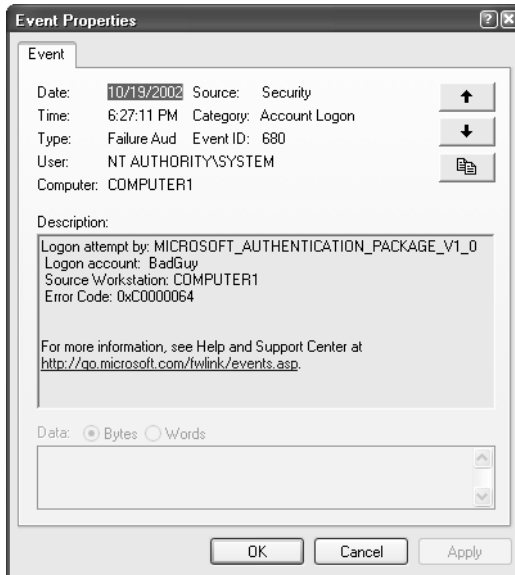 Event Properties
Event
Date: 10/19/2002 Source: Security
Time: 6:27:11 PM Category: Account Logon
Type: Failure Aud Event ID: 680
User: NT AUTHORITY\SYSTEM
Computer: COMPUTER1
Description:
Logon attempt by: MICROSOFT_AUTHENTICATION_PACKAGE_V1_0
Logon account: BadGuy
Source Workstation: COMPUTER1
Error Code: 0xC0000064
For more information, see Help and Support Center at
http://go.microsoft.com/fwlink/events.asp.
Data: Bytes Words
OK Cancel Apply